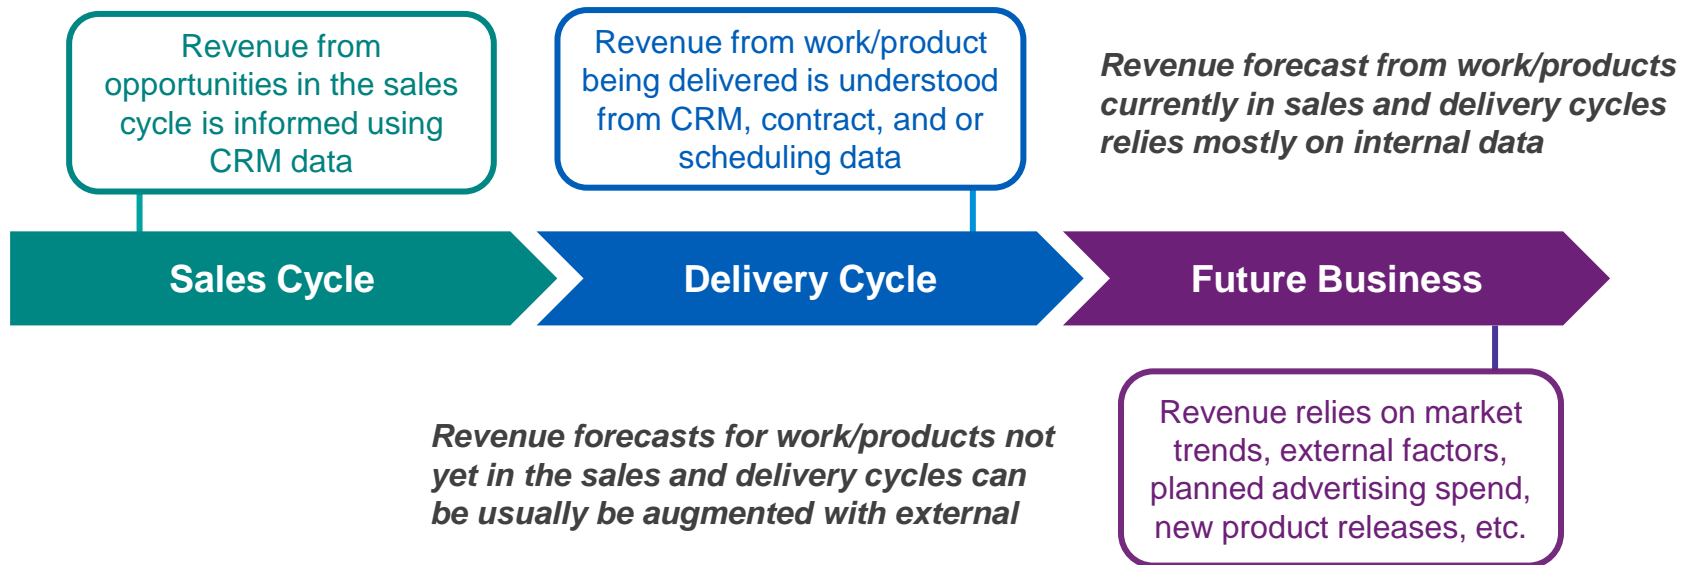 Revenue from
opportunities in the sales
cycle is informed using
CRM data
Revenue from work/product
being delivered is understood
from CRM, contract, and or
scheduling data
Revenue forecast from work/products
currently in sales and delivery cycles
relies mostly on internal data
Sales Cycle
Delivery Cycle
Future Business
Revenue forecasts for work/products not
yet in the sales and delivery cycles can
be usually be augmented with external
Revenue relies on market
trends, external factors,
planned advertising spend,
new product releases, etc.